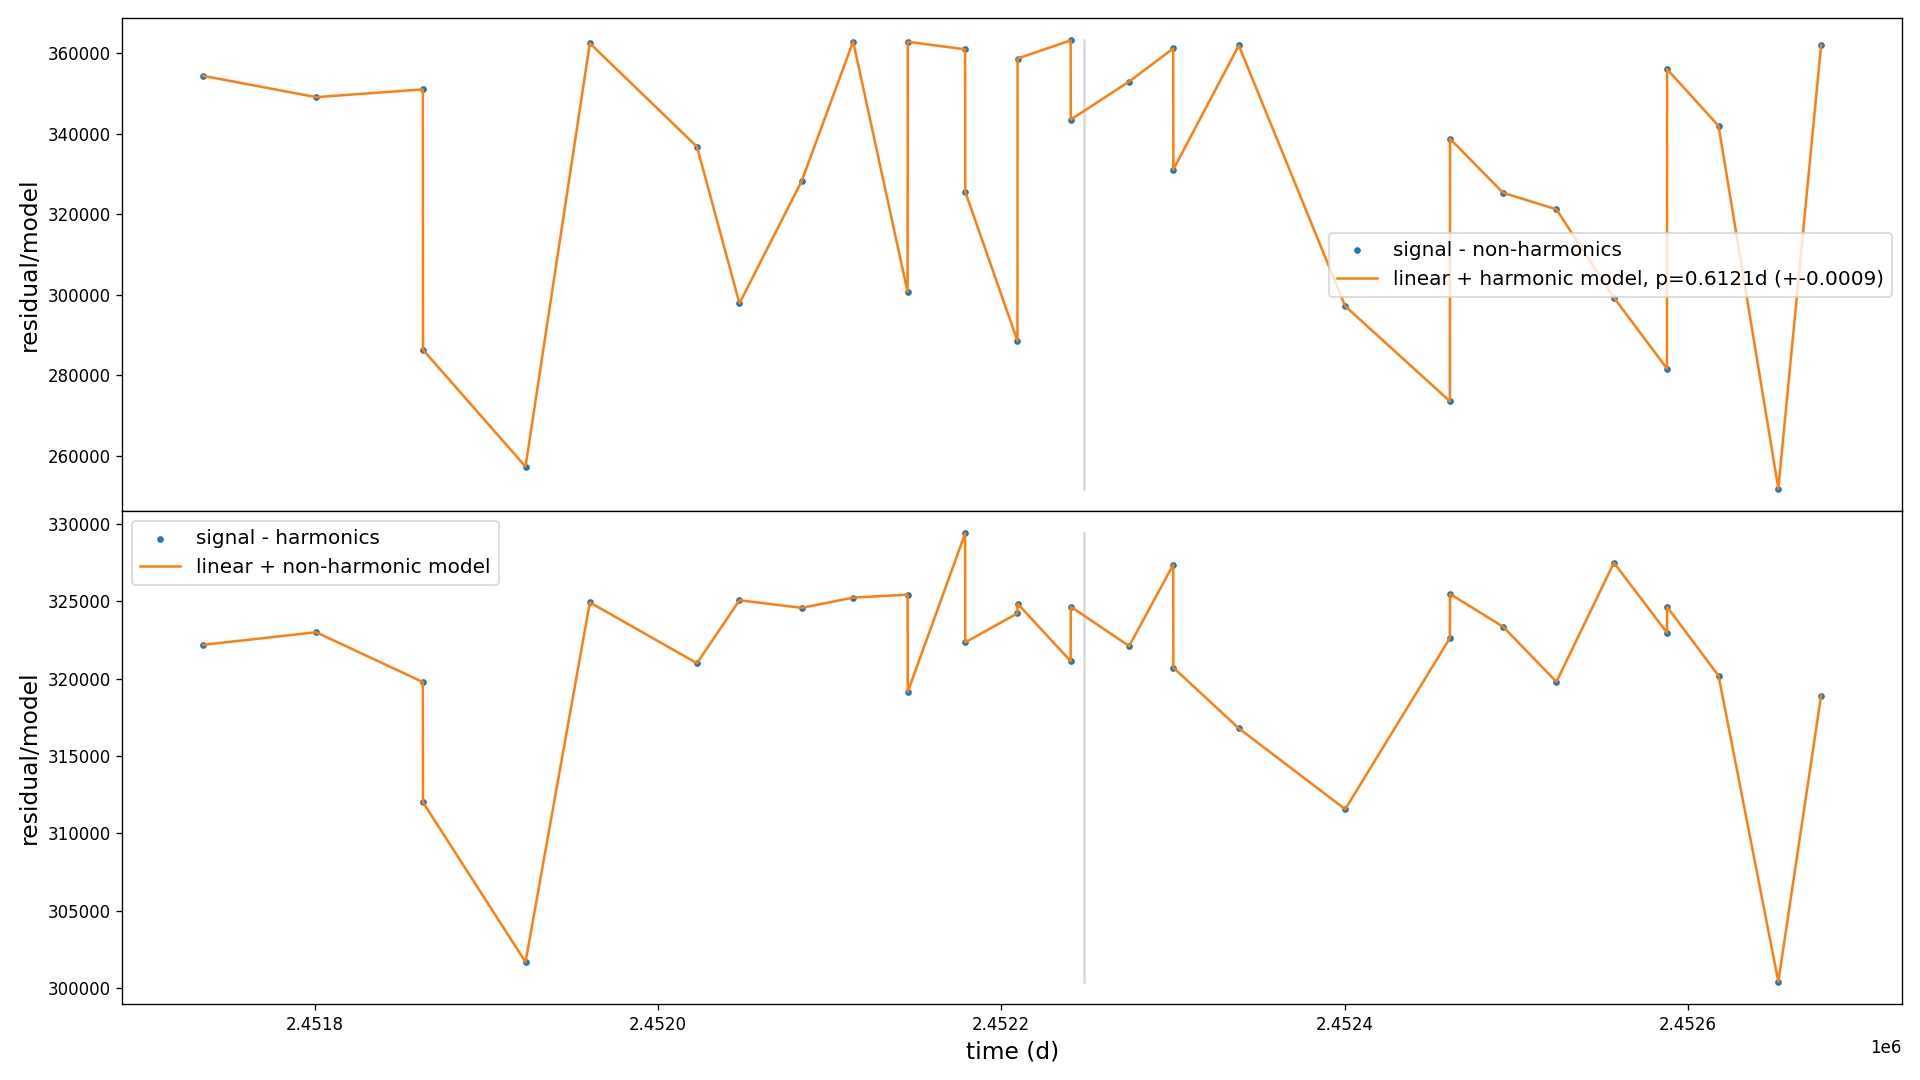 360000
340000
320000
300000
280000
260000
residual/model
signal - non-harmonics
linear + harmonic model, p=0.6121d (+-0.0009)
330000
325000
320000
315000
310000
305000
300000
residual/model
signal - harmonics
linear + non-harmonic model
2.4518
2.4520
2.4522
2.4524
2.4526
1e6
time (d)